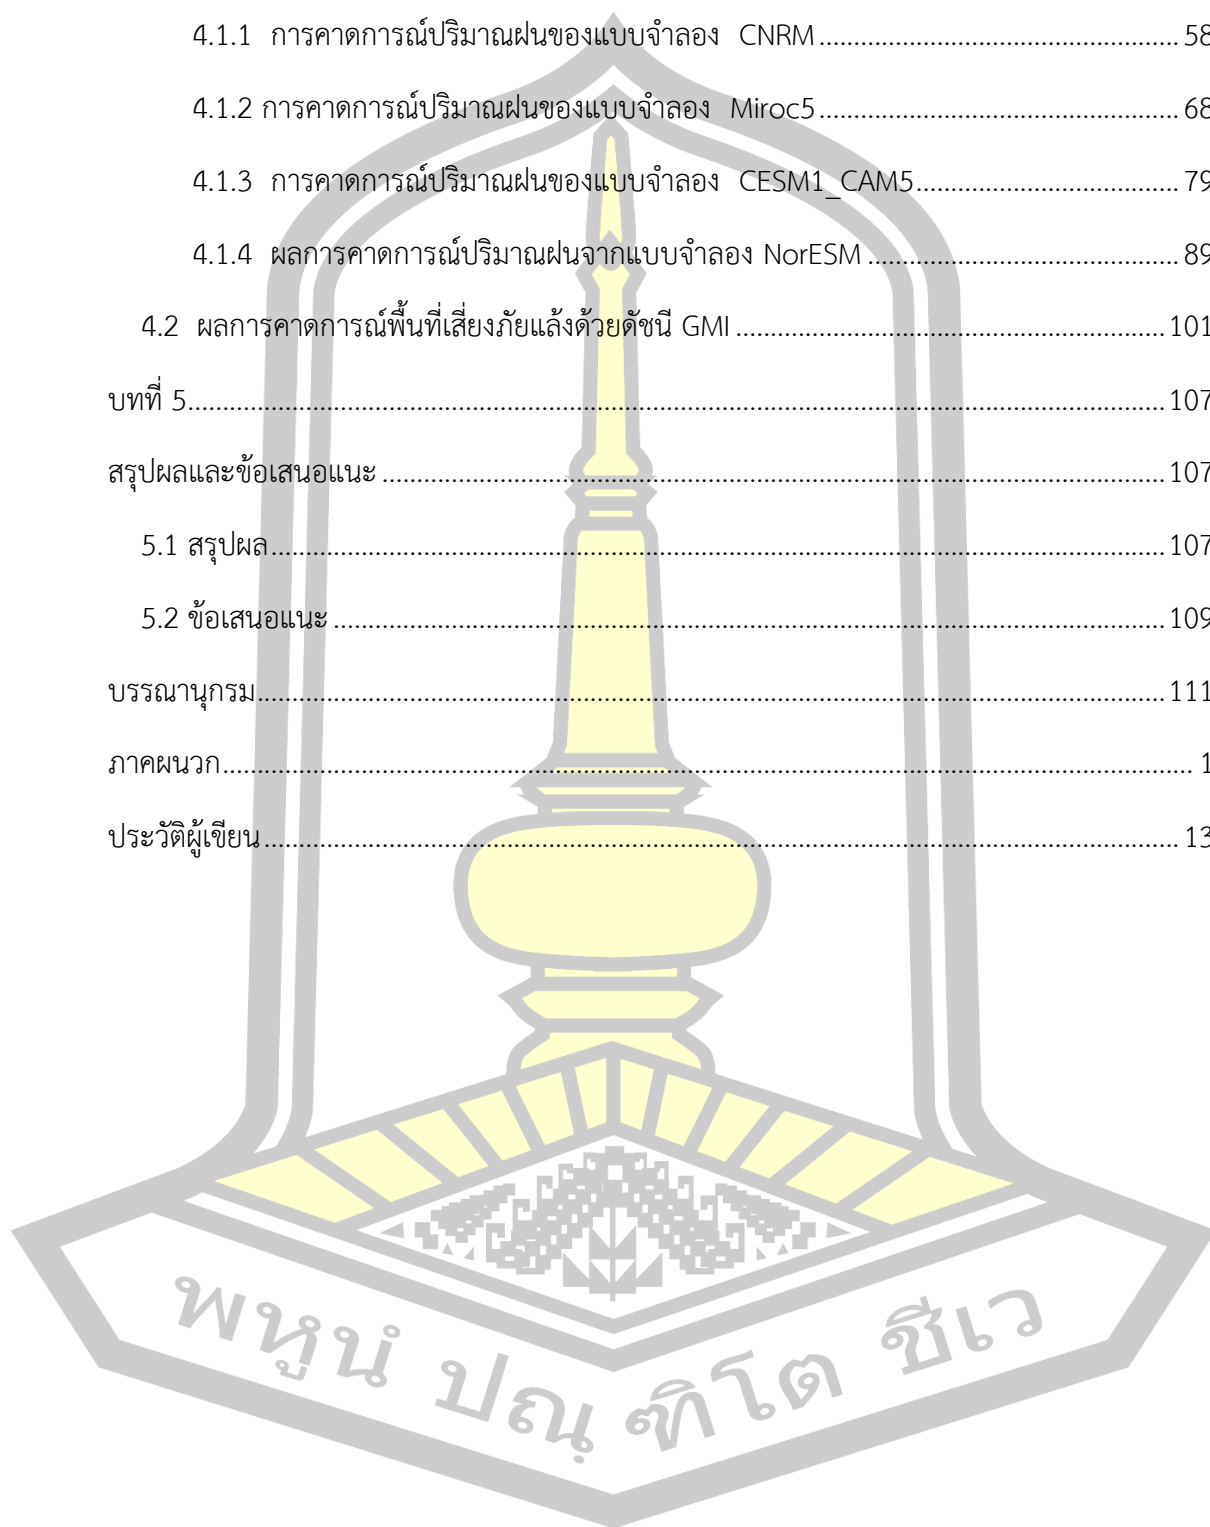 4.1.1  การคาดการณ์ปริมาณฝนของแบบจำลอง  CNRM ........................................ 58
4.1.2 การคาดการณ์ปริมาณฝนของแบบจำลอง  Miroc5 ........................................ 68
4.1.3  การคาดการณ์ปริมาณฝนของแบบจำลอง  CESM1_CAM5 ........................................ 79
4.1.4  ผลการคาดการณ์ปริมาณฝนจากแบบจำลอง NorESM ........................................ 89
4.2  ผลการคาดการณ์พื้นที่เสี่ยงภัยแล้งด้วยดัชนี GMI ........................................ 101
บทที่ 5 ........................................ 107
สรุปผลและข้อเสนอแนะ ........................................ 107
5.1 สรุปผล ........................................ 107
5.2 ข้อเสนอแนะ ........................................ 109
บรรณานุกรม ........................................ 111
ภาคผนวก ........................................ 1
ประวัติผู้เขียน ........................................ 13
พหูนํ ปณฺฑิโต ชีเว